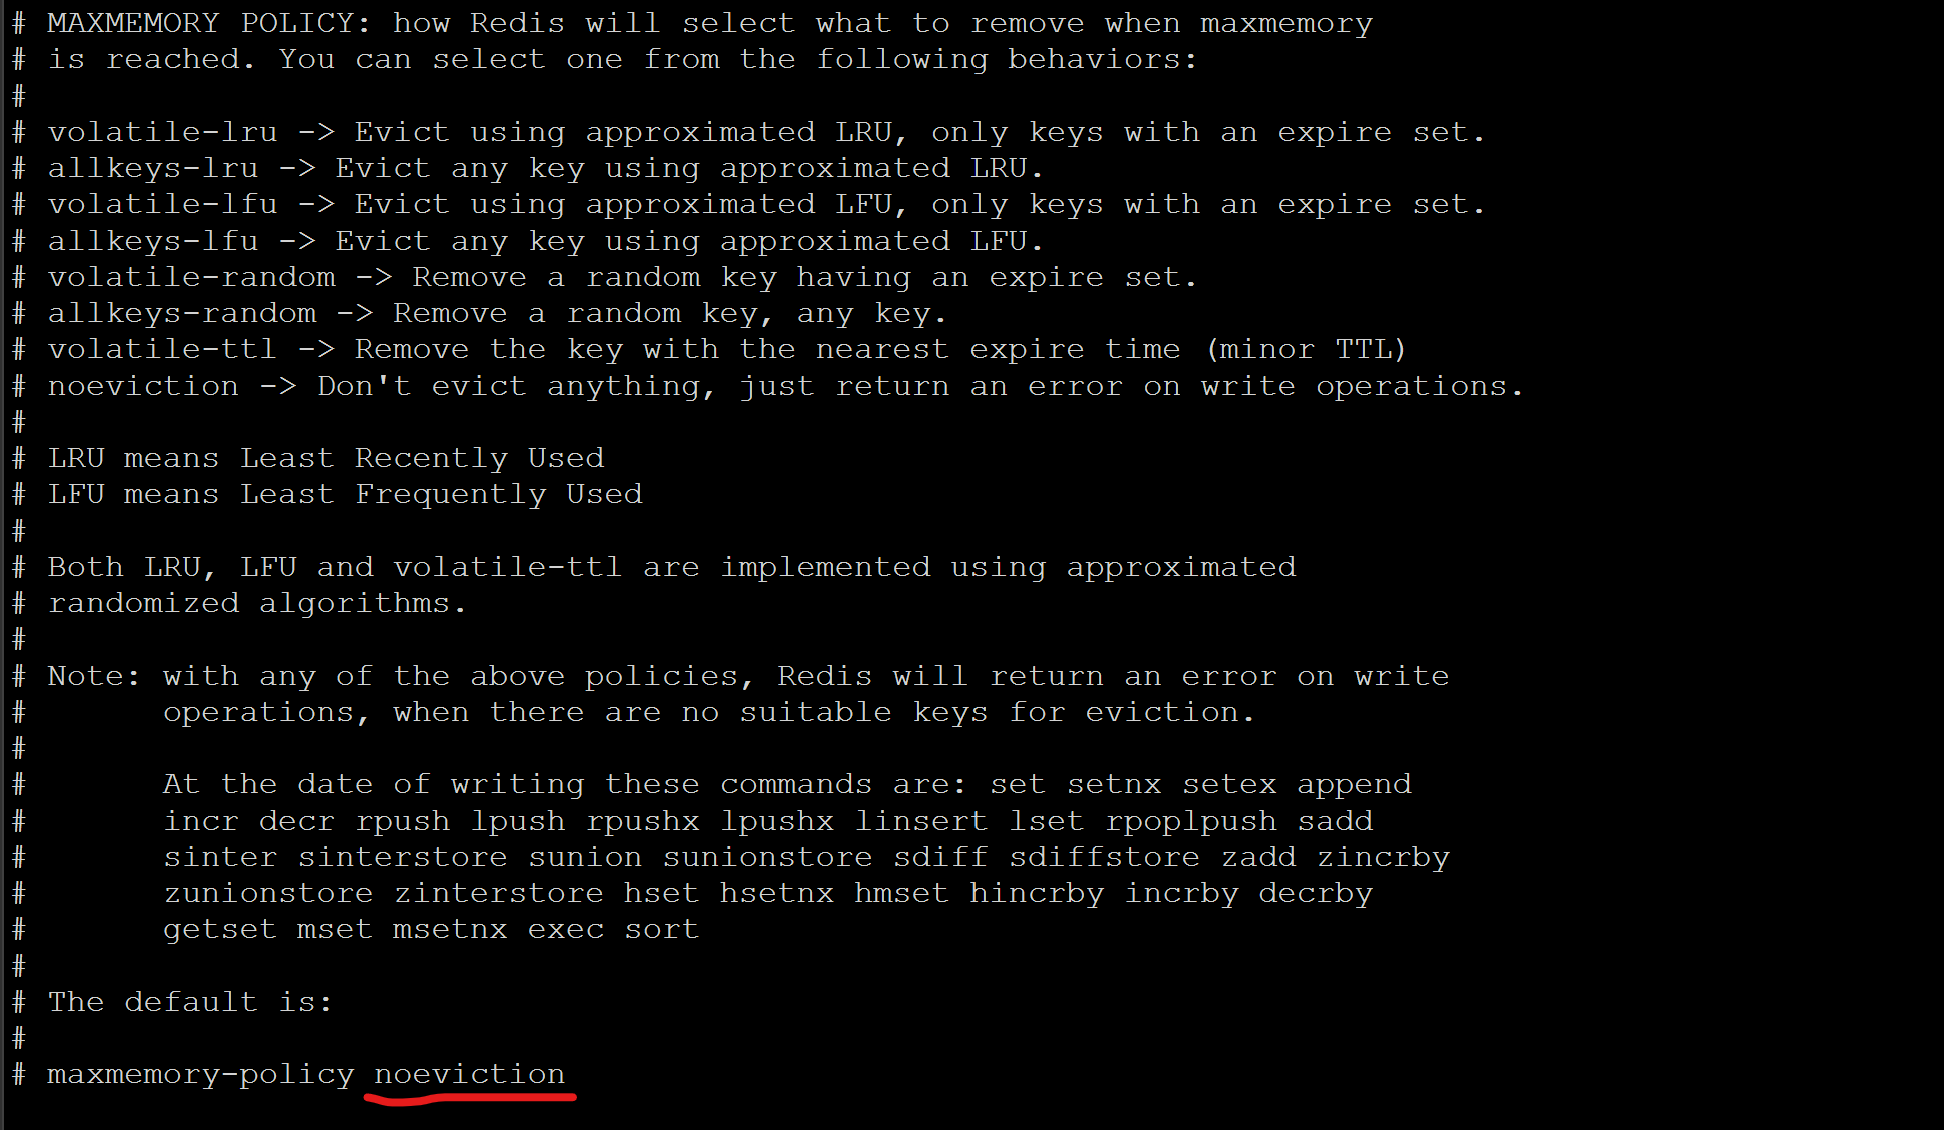 # MAXMEMORY POLICY: how Redis will select what to remove when maxmemory
# is reached. You can select one from the following behaviors:
#
# volatile-lru -> Evict using approximated LRU, only keys with an expire set.
# allkeys-lru -> Evict any key using approximated LRU.
# volatile-lfu -> Evict using approximated LFU, only keys with an expire set.
# allkeys-lfu -> Evict any key using approximated LFU.
# volatile-random -> Remove a random key having an expire set.
# allkeys-random -> Remove a random key, any key.
# volatile-ttl -> Remove the key with the nearest expire time (minor TTL)
# noeviction -> Don't evict anything, just return an error on write operations.
#
# LRU means Least Recently Used
# LFU means Least Frequently Used
#
# Both LRU, LFU and volatile-ttl are implemented using approximated
# randomized algorithms.
#
# Note: with any of the above policies, Redis will return an error on write
#       operations, when there are no suitable keys for eviction.
#
#       At the date of writing these commands are: set setnx setex append
#       incr decr rpush lpush rpushx lpushx linsert lset rpoplpush sadd
#       sinter sinterstore sunion sunionstore sdiff sdiffstore zadd zincrby
#       zunionstore zinterstore hset hsetnx hmset hincrby incrby decrby
#       getset mset msetnx exec sort
#
# The default is:
#
# maxmemory-policy noeviction